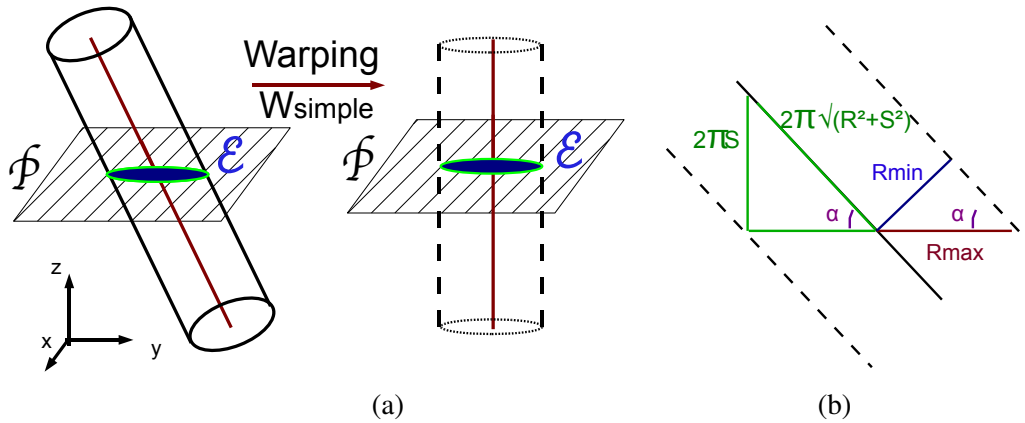 Warping
Wsimple
𝒫
ℰ
z
x
y
𝒫
ℰ
2πS
2π√(R²+S²)
Rmin
α
α
Rmax
(a)
(b)